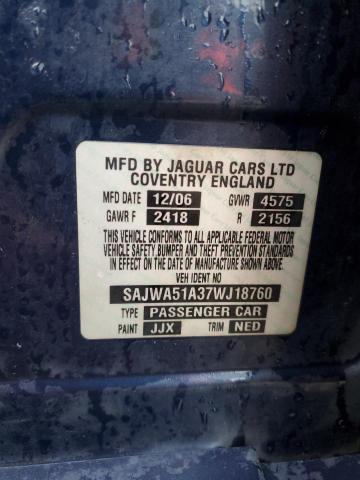 MFD BY JAGUAR CARS LTD
COVENTRY ENGLAND
MFD DATE 12/06 GVWR 4575
GAWR F 2418 R 2156
THIS VEHICLE CONFORMS TO ALL APPLICABLE FEDERAL MOTOR
VEHICLE SAFETY BUMPER AND THEFT PREVENTION STANDARDS
IN EFFECT ON THE DATE OF MANUFACTURE SHOWN ABOVE
VEH IDENT NO
SAJWA51A37WJ18760
TYPE PASSENGER CAR
PAINT JJX TRIM NED